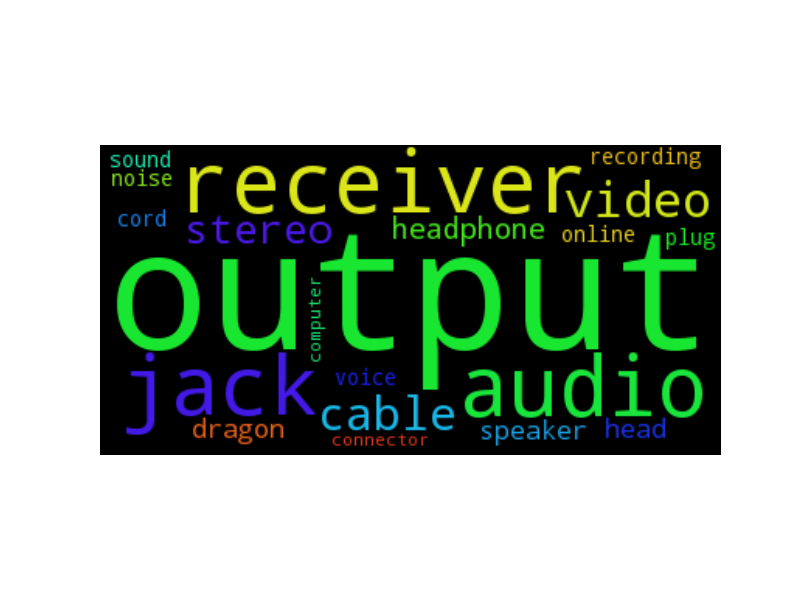 sound
receiver
recording
noise
video
cord
stereo
headphone
online
plug
output
computer
jack
voice
audio
cable
dragon
connector
speaker
head